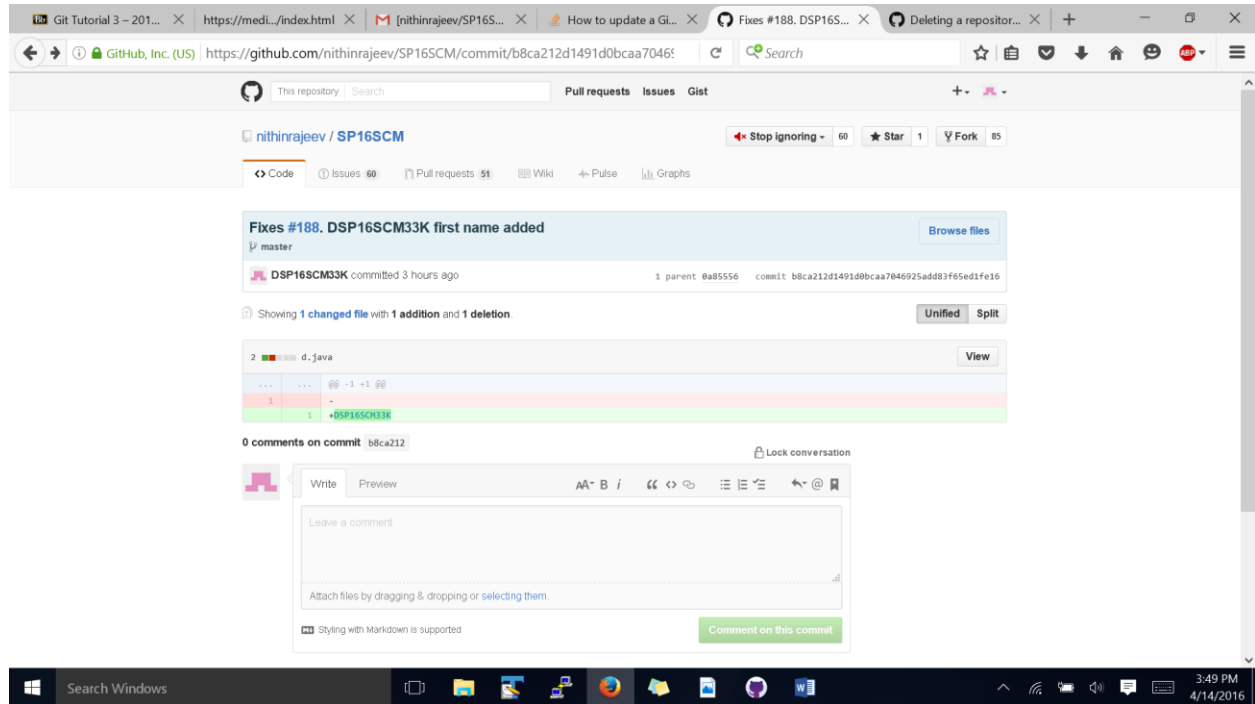 Bb Git Tutorial 3 – 201... https://medi.../index.html [nithinrajeev/SP16S... How to update a Gi... Fixes #188. DSP16S... Deleting a repositor...
GitHub, Inc. (US) https://github.com/nithinrajeev/SP16SCM/commit/b8ca212d1491d0bcaa70469 Search ABP
This repository Search Pull requests Issues Gist
nithinrajeev / SP16SCM Stop ignoring 60 Star 1 Fork 85
Code Issues 60 Pull requests 51 Wiki Pulse Graphs
Fixes #188. DSP16SCM33K first name added Browse files
master
DSP16SCM33K committed 3 hours ago 1 parent 0a85556 commit b8ca212d1491d0bcaa7046925add83f65ed1fe16
Showing 1 changed file with 1 addition and 1 deletion. Unified Split
2 d.java View
... ... @@ -1 +1 @@
1 -
1 +DSP16SCM33K
0 comments on commit b8ca212
Lock conversation
Write Preview AA B i “ <> @
Leave a comment
Attach files by dragging & dropping or selecting them.
Styling with Markdown is supported Comment on this commit
Search Windows 3:49 PM
4/14/2016